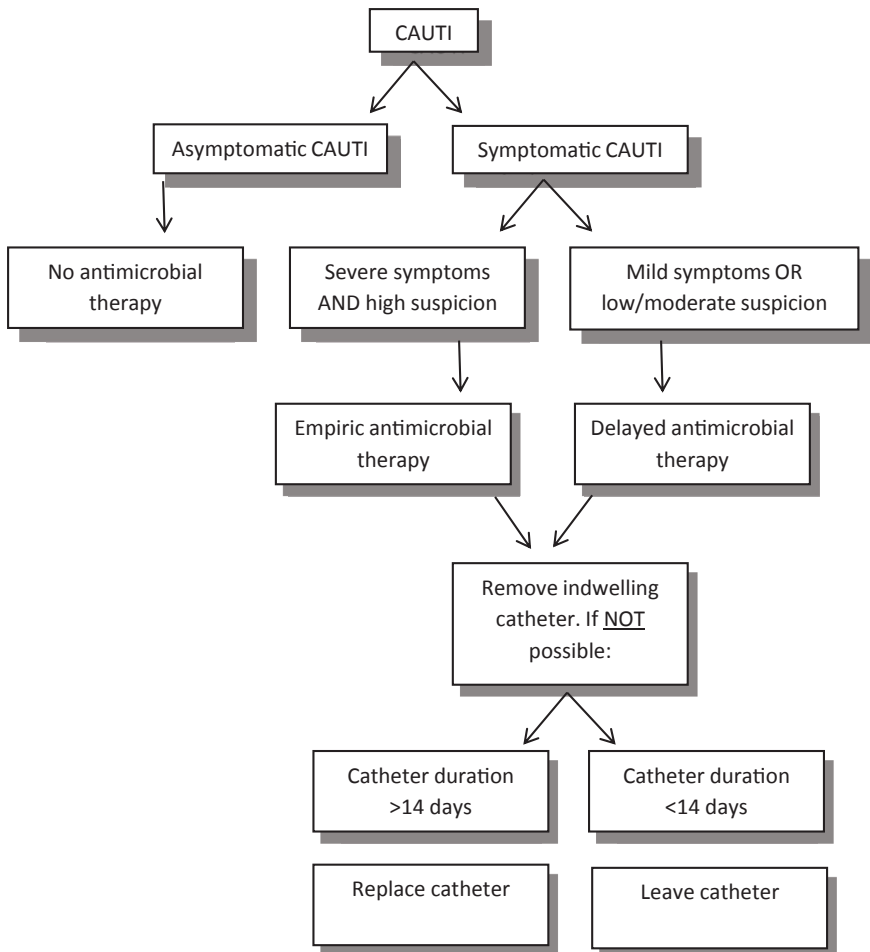 CAUTI
Asymptomatic CAUTI
Symptomatic CAUTI
No antimicrobial
therapy
Severe symptoms
AND high suspicion
Mild symptoms OR
low/moderate suspicion
Empiric antimicrobial
therapy
Delayed antimicrobial
therapy
Remove indwelling
catheter. If NOT
possible:
Catheter duration
>14 days
Catheter duration
<14 days
Replace catheter
Leave catheter